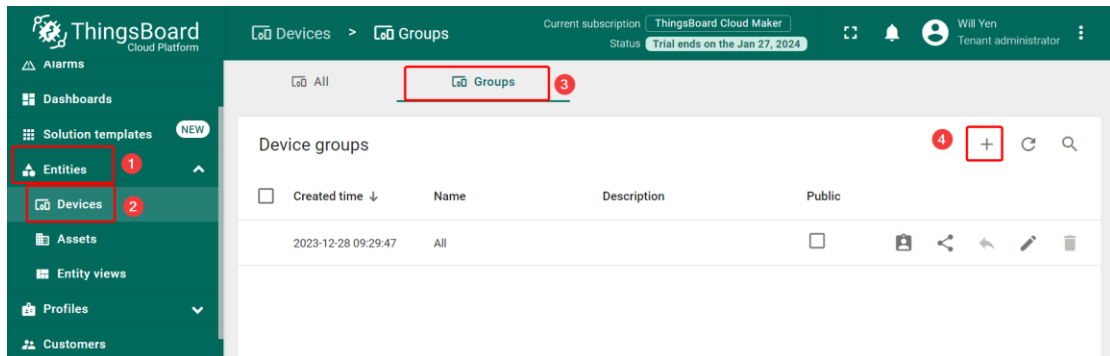 ThingsBoard
Cloud Platform
Devices > Groups
Current subscription ThingsBoard Cloud Maker
Status Trial ends on the Jan 27, 2024
Will Yen
Tenant administrator
Alarms
Dashboards
Solution templates NEW
Entities 1
Devices 2
Assets
Entity views
Profiles
Customers
All Groups 3
Device groups 4
Created time Name Description Public
2023-12-28 09:29:47 All